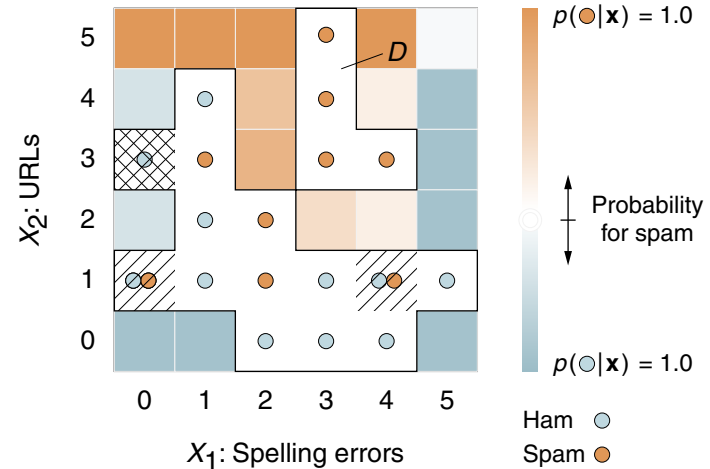 5
4
3
2
1
0
X2: URLs
D
0 1 2 3 4 5
X1: Spelling errors
p( |x) = 1.0
Probability
for spam
p( |x) = 1.0
Ham
Spam